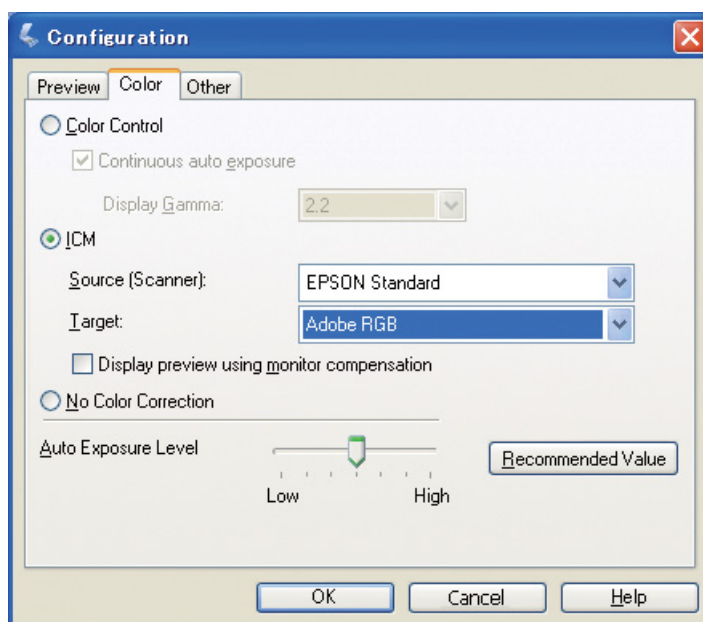 Configuration
Preview Color Other
Color Control
Continuous auto exposure
Display Gamma: 2.2
ICM
Source (Scanner): EPSON Standard
Target: Adobe RGB
Display preview using monitor compensation
No Color Correction
Auto Exposure Level
Recommended Value
Low High
OK Cancel Help